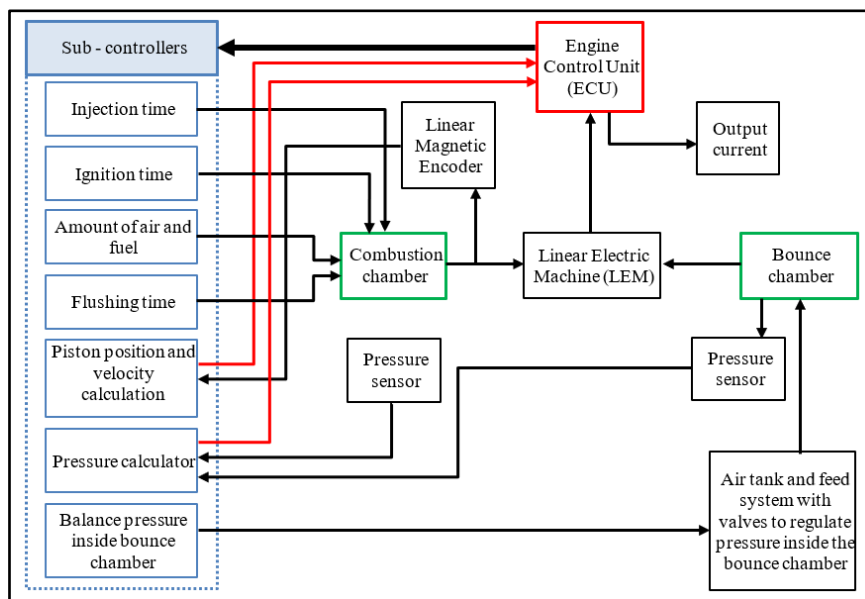 Sub - controllers
Engine
Control Unit
(ECU)
Injection time
Linear
Magnetic
Encoder
Output
current
Ignition time
Amount of air and
fuel
Combustion
chamber
Linear Electric
Machine (LEM)
Bounce
chamber
Flushing time
Piston position and
velocity calculation
Pressure
sensor
Pressure
sensor
Pressure calculator
Air tank and feed
system with
valves to regulate
pressure inside the
bounce chamber
Balance pressure
inside bounce
chamber